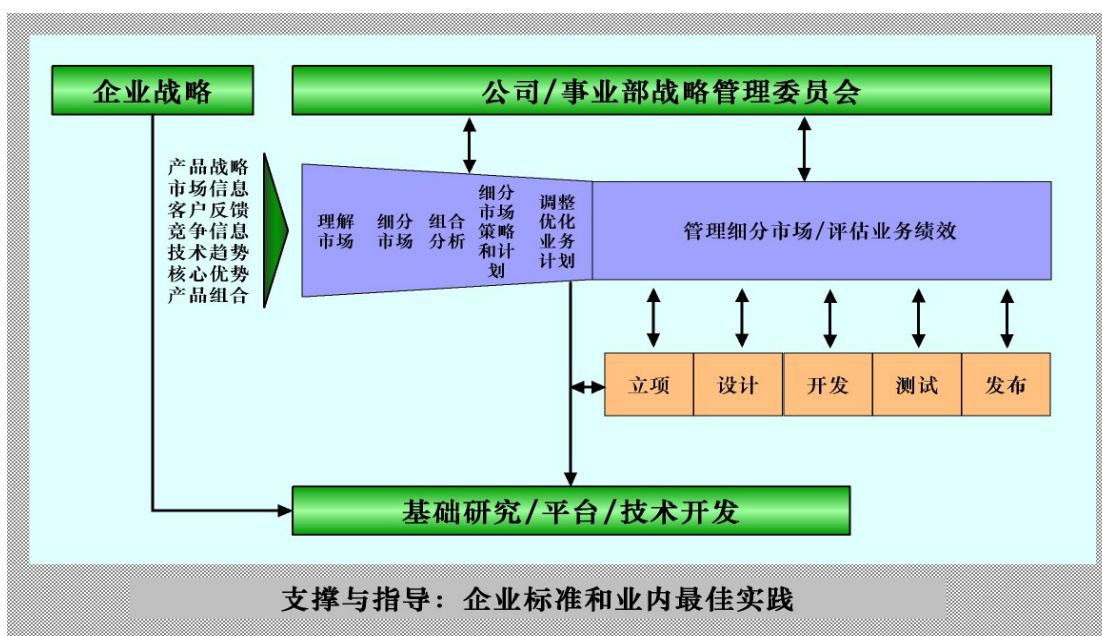 企业战略
公司/事业部战略管理委员会
产品战略
市场信息
客户反馈
竞争信息
技术趋势
核心优势
产品组合
理解
市场
细分
市场
组合
分析
细分
市场
策略
和计
划
调整
优化
业务
计划
管理细分市场/评估业务绩效
立项
设计
开发
测试
发布
基础研究/平台/技术开发
支撑与指导：企业标准和业内最佳实践